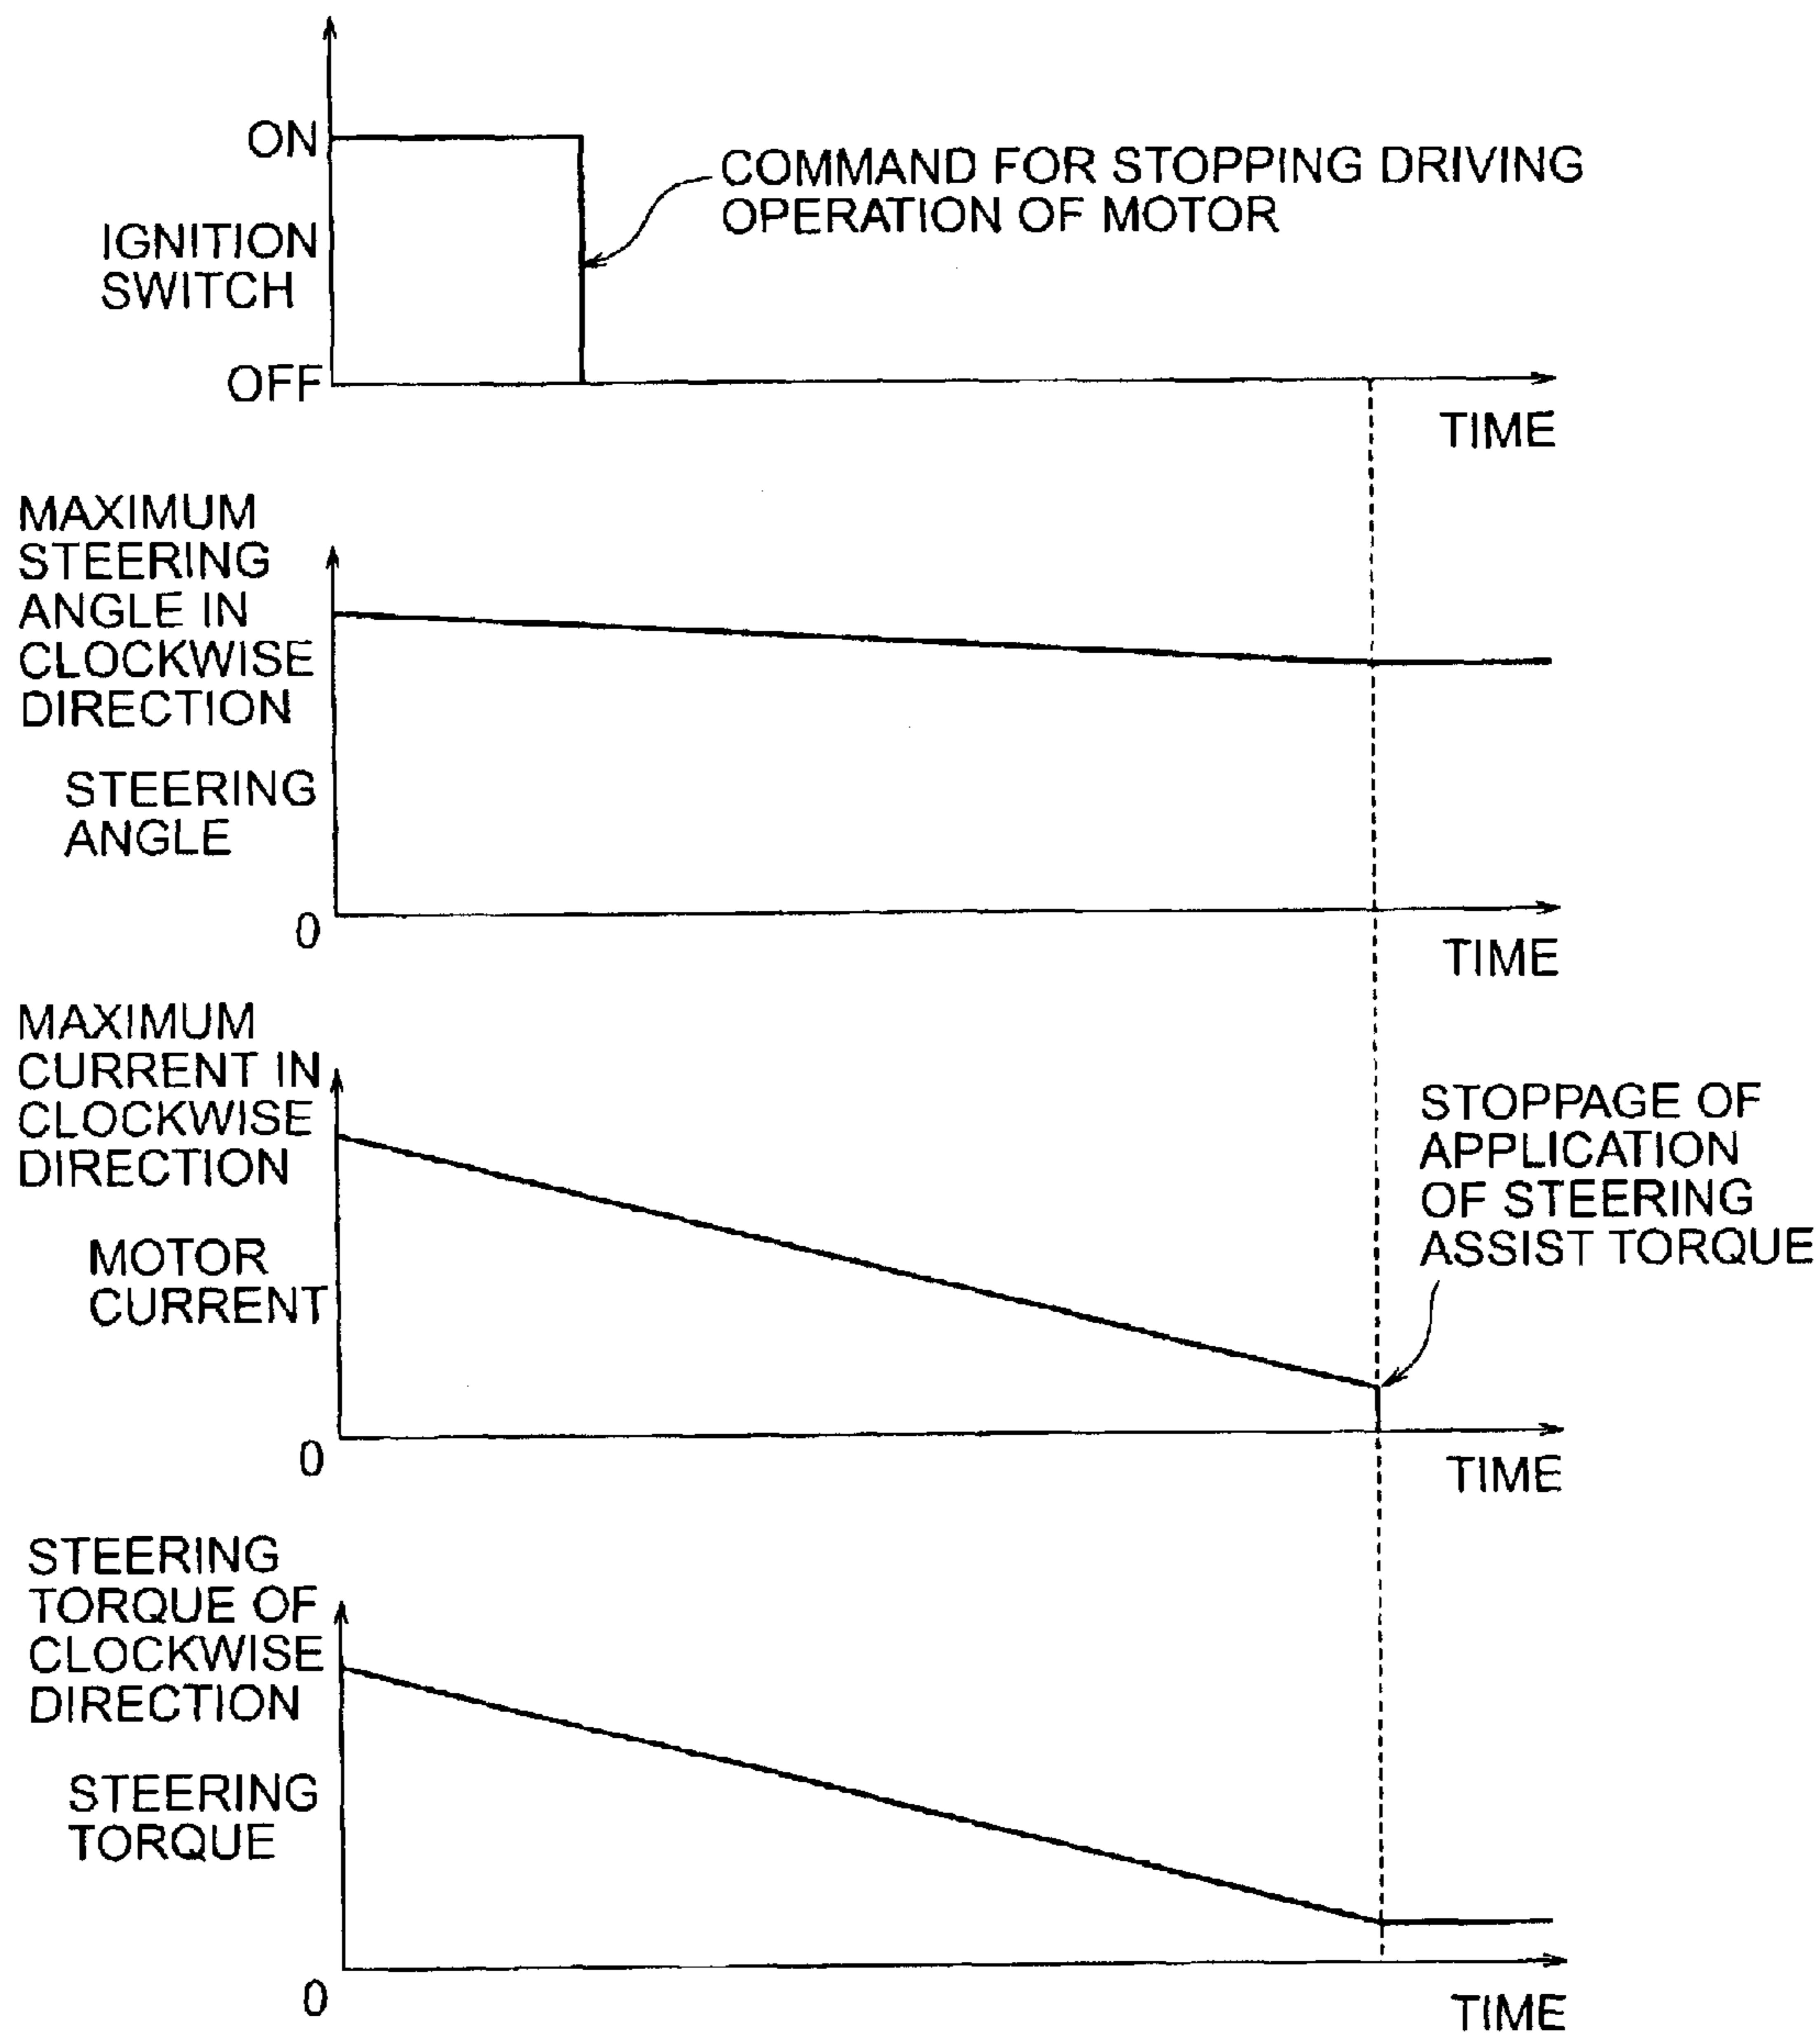 ON
COMMAND FOR STOPPING DRIVING
OPERATION OF MOTOR
IGNITION
SWITCH
OFF
TIME
MAXIMUM
STEERING
ANGLE IN
CLOCKWISE
DIRECTION
STEERING
ANGLE
0
TIME
MAXIMUM
CURRENT IN
CLOCKWISE
DIRECTION
STOPPAGE OF
APPLICATION
OF STEERING
ASSIST TORQUE
MOTOR
CURRENT
0
TIME
STEERING
TORQUE OF
CLOCKWISE
DIRECTION
STEERING
TORQUE
0
TIME